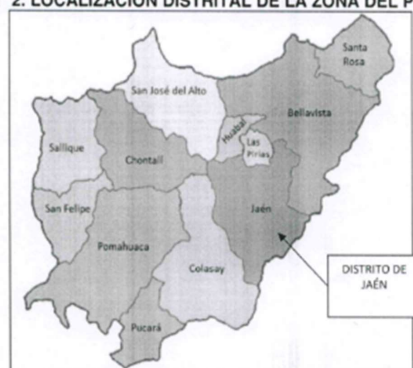 2. LOCALIZACIÓN DISTRITAL DE LA ZONA DEL P
Santa
Rosa
San José del Alto
Bellavista
Huabal
Las
Pirias
Sallique
Chontalí
San Felipe
Jaén
Pomahuaca
Colasay
DISTRITO DE
JAÉN
Pucará